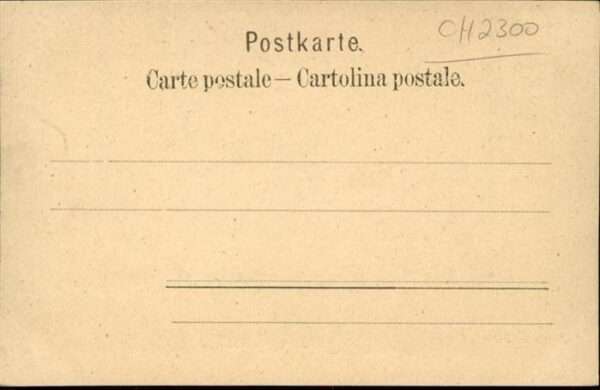 CH2300
Postkarte.
Carte postale — Cartolina postale.